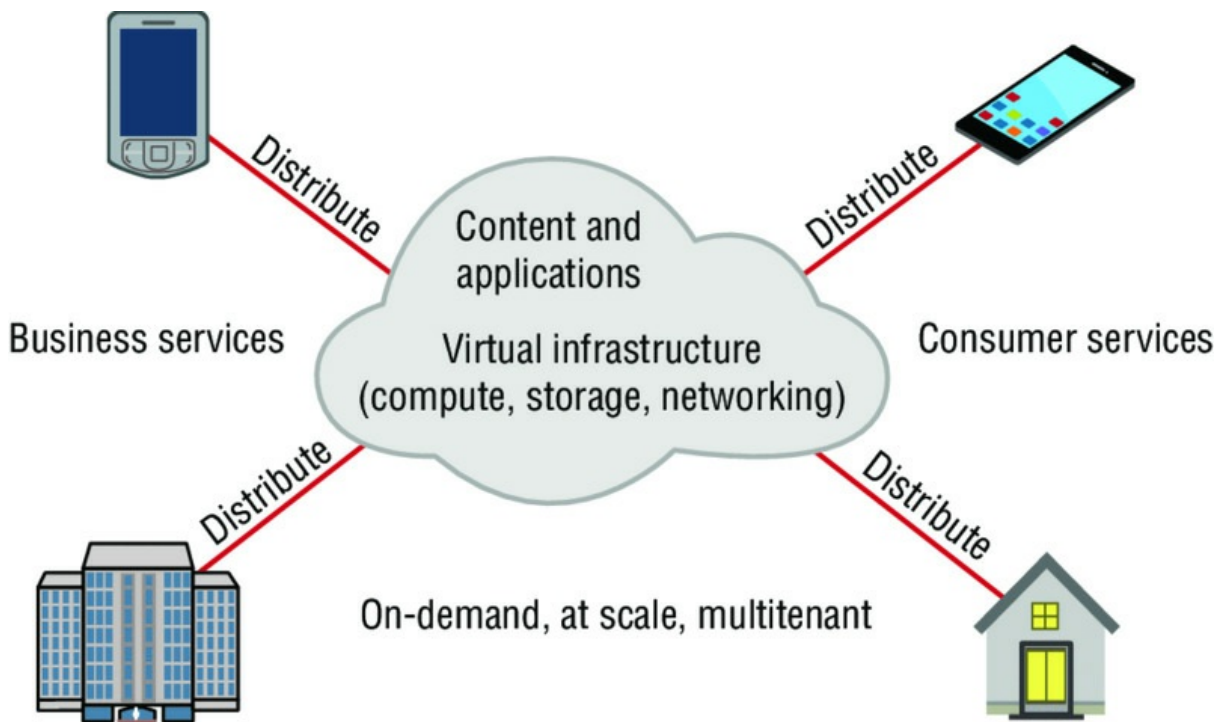 Distribute
Distribute
Content and
applications
Business services
Virtual infrastructure
(compute, storage, networking)
Consumer services
Distribute
Distribute
On-demand, at scale, multitenant